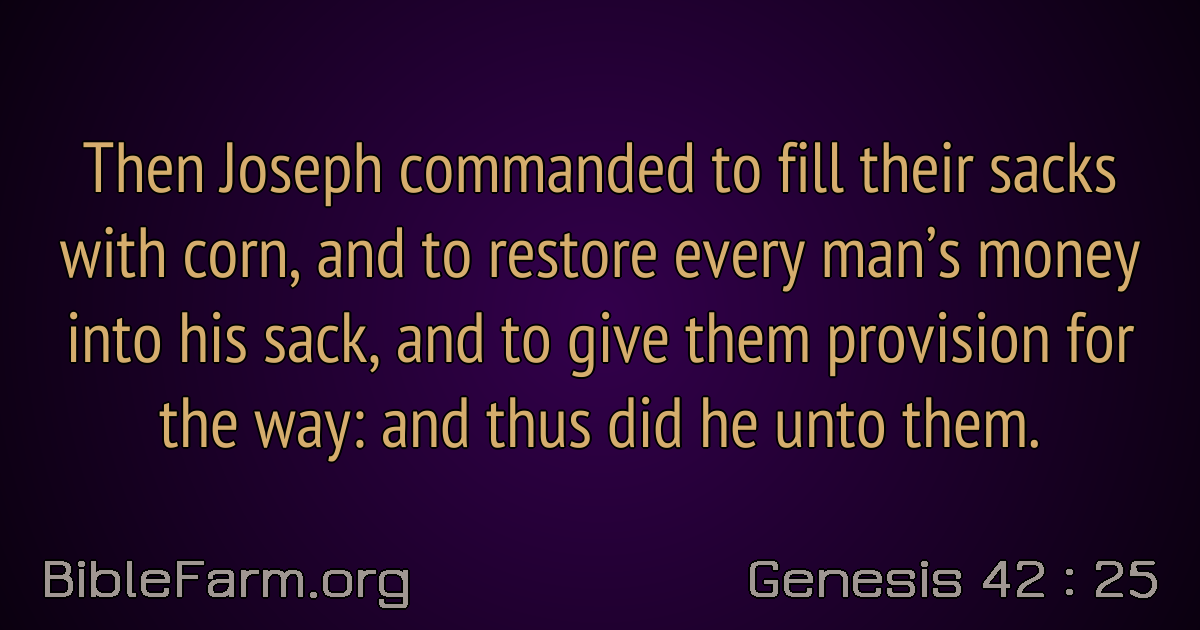 Then Joseph commanded to fill their sacks
with corn, and to restore every man’s money
into his sack, and to give them provision for
the way: and thus did he unto them.
BibleFarm.org
Genesis 42 : 25